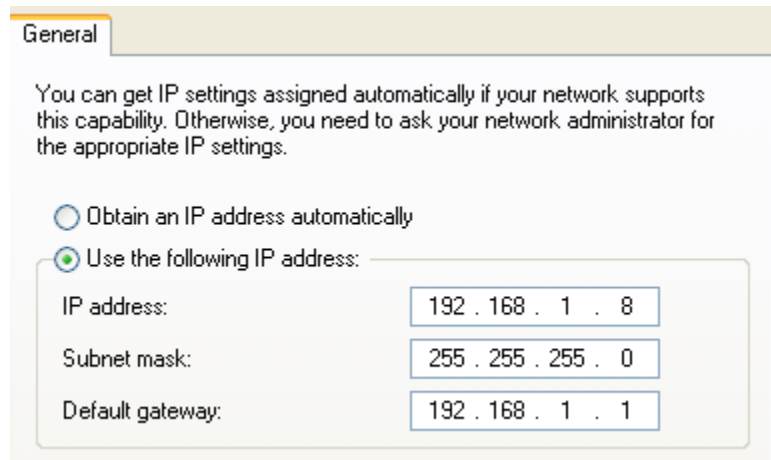 General
You can get IP settings assigned automatically if your network supports
this capability. Otherwise, you need to ask your network administrator for
the appropriate IP settings.
Obtain an IP address automatically
Use the following IP address:
IP address: 192 . 168 . 1 . 8
Subnet mask: 255 . 255 . 255 . 0
Default gateway: 192 . 168 . 1 . 1